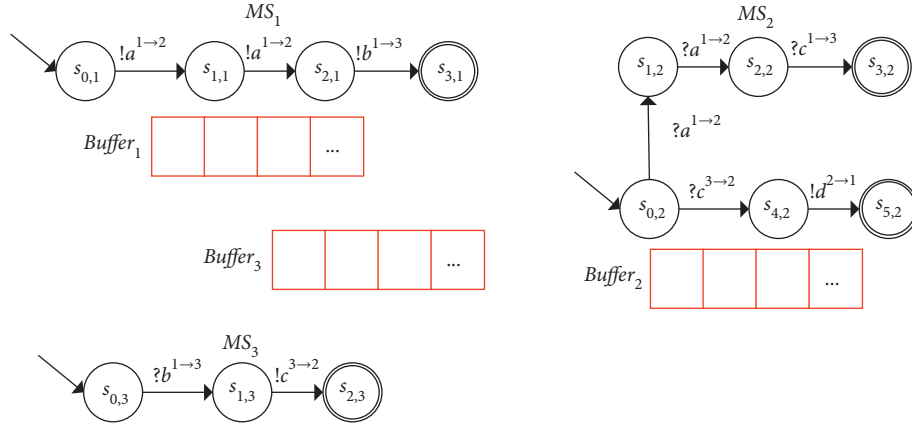 MS₁
s₀,₁ !a¹→² s₁,₁ !a¹→² s₂,₁ !b¹→³ s₃,₁
Buffer₁ ...
MS₂
s₁,₂ ?a¹→² s₂,₂ ?c¹→³ s₃,₂
?a¹→²
s₀,₂ ?c³→² s₄,₂ !d²→¹ s₅,₂
Buffer₂ ...
Buffer₃ ...
MS₃
s₀,₃ ?b¹→³ s₁,₃ !c³→² s₂,₃